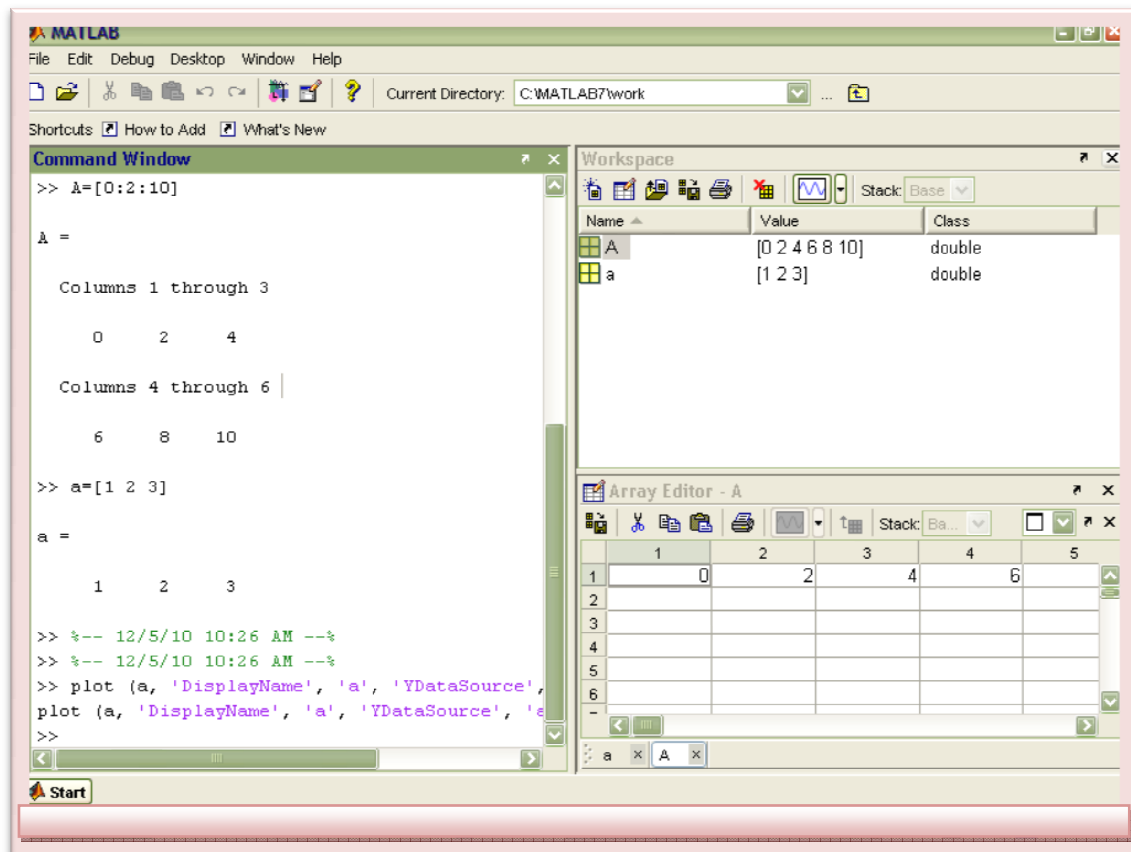 MATLAB
File Edit Debug Desktop Window Help
Current Directory: C:\MATLAB7\work ...
Shortcuts How to Add What's New
Command Window
>> A=[0:2:10]
A =
Columns 1 through 3
0 2 4
Columns 4 through 6
6 8 10
>> a=[1 2 3]
a =
1 2 3
>> %-- 12/5/10 10:26 AM --%
>> %-- 12/5/10 10:26 AM --%
>> plot (a, 'DisplayName', 'a', 'YDataSource',
plot (a, 'DisplayName', 'a', 'YDataSource',
>>
Workspace
Stack: Base
Name Value Class
A [0 2 4 6 8 10] double
a [1 2 3] double
Array Editor - A
Stack: Ba...
1 2 3 4 5
1 0 2 4 6
2
3
4
5
6
a A
Start